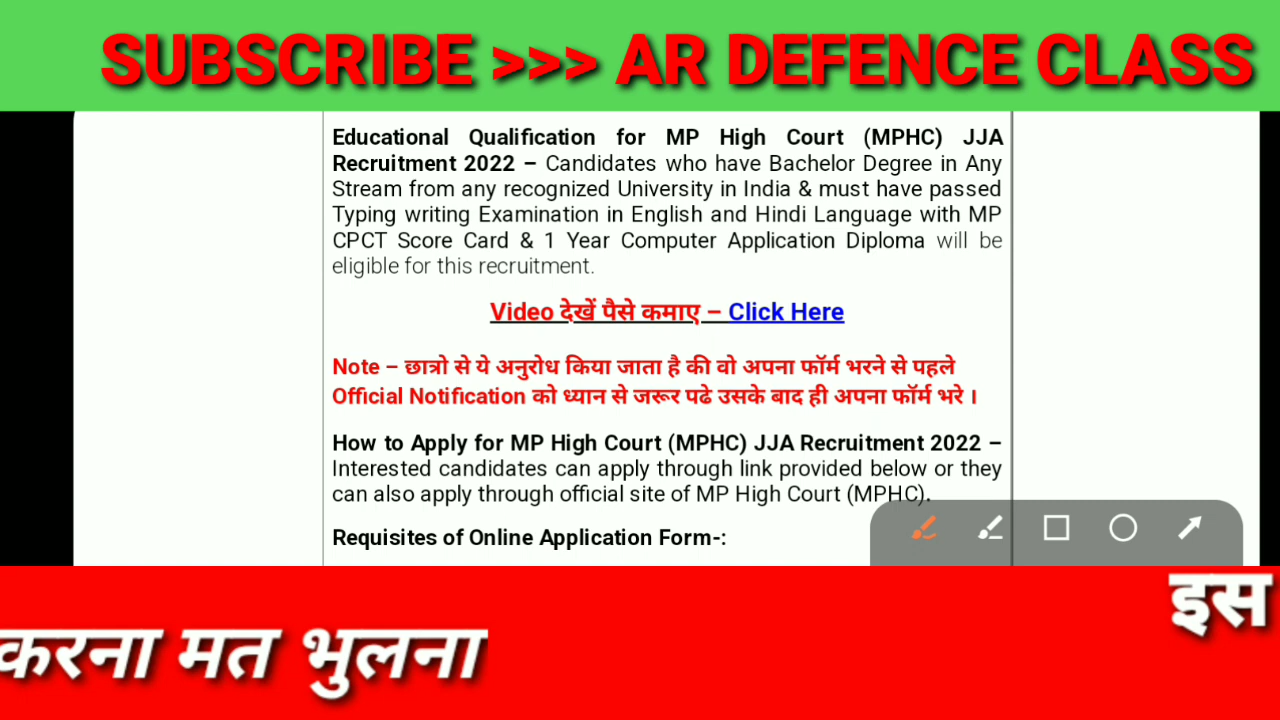 SUBSCRIBE >>> AR DEFENCE CLASS
Educational Qualification for MP High Court (MPHC) JJA
Recruitment 2022 – Candidates who have Bachelor Degree in Any
Stream from any recognized University in India & must have passed
Typing writing Examination in English and Hindi Language with MP
CPCT Score Card & 1 Year Computer Application Diploma will be
eligible for this recruitment.
Video देखें पैसे कमाए – Click Here
Note – छात्रो से ये अनुरोध किया जाता है की वो अपना फॉर्म भरने से पहले
Official Notification को ध्यान से जरूर पढे उसके बाद ही अपना फॉर्म भरे ।
How to Apply for MP High Court (MPHC) JJA Recruitment 2022 –
Interested candidates can apply through link provided below or they
can also apply through official site of MP High Court (MPHC).
Requisites of Online Application Form-:
इस
करना मत भुलना